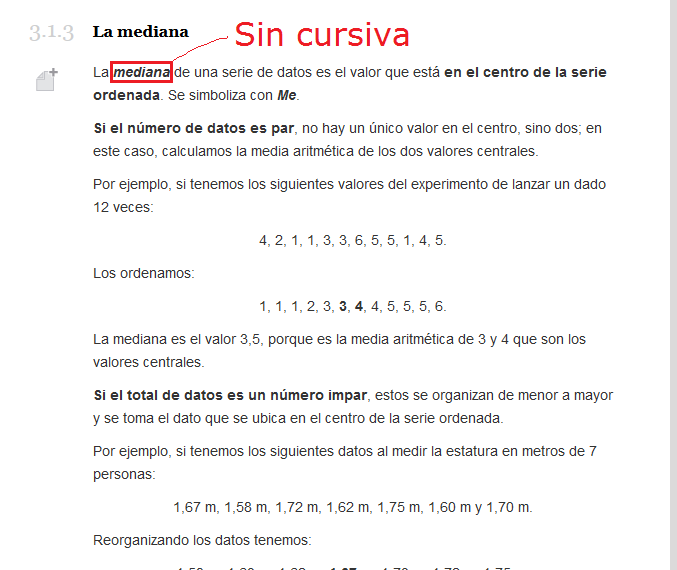 3.1.3 La mediana
Sin cursiva
La mediana de una serie de datos es el valor que está en el centro de la serie
ordenada. Se simboliza con Me.
Si el número de datos es par, no hay un único valor en el centro, sino dos; en
este caso, calculamos la media aritmética de los dos valores centrales.
Por ejemplo, si tenemos los siguientes valores del experimento de lanzar un dado
12 veces:
4, 2, 1, 1, 3, 3, 6, 5, 5, 1, 4, 5.
Los ordenamos:
1, 1, 1, 2, 3, 3, 4, 4, 5, 5, 5, 6.
La mediana es el valor 3,5, porque es la media aritmética de 3 y 4 que son los
valores centrales.
Si el total de datos es un número impar, estos se organizan de menor a mayor
y se toma el dato que se ubica en el centro de la serie ordenada.
Por ejemplo, si tenemos los siguientes datos al medir la estatura en metros de 7
personas:
1,67 m, 1,58 m, 1,72 m, 1,62 m, 1,75 m, 1,60 m y 1,70 m.
Reorganizando los datos tenemos: